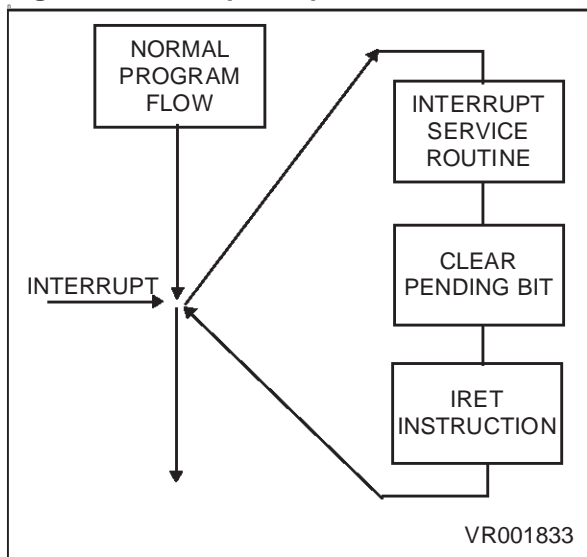 NORMAL
PROGRAM
FLOW
INTERRUPT
SERVICE
ROUTINE
INTERRUPT
CLEAR
PENDING BIT
IRET
INSTRUCTION
VR001833